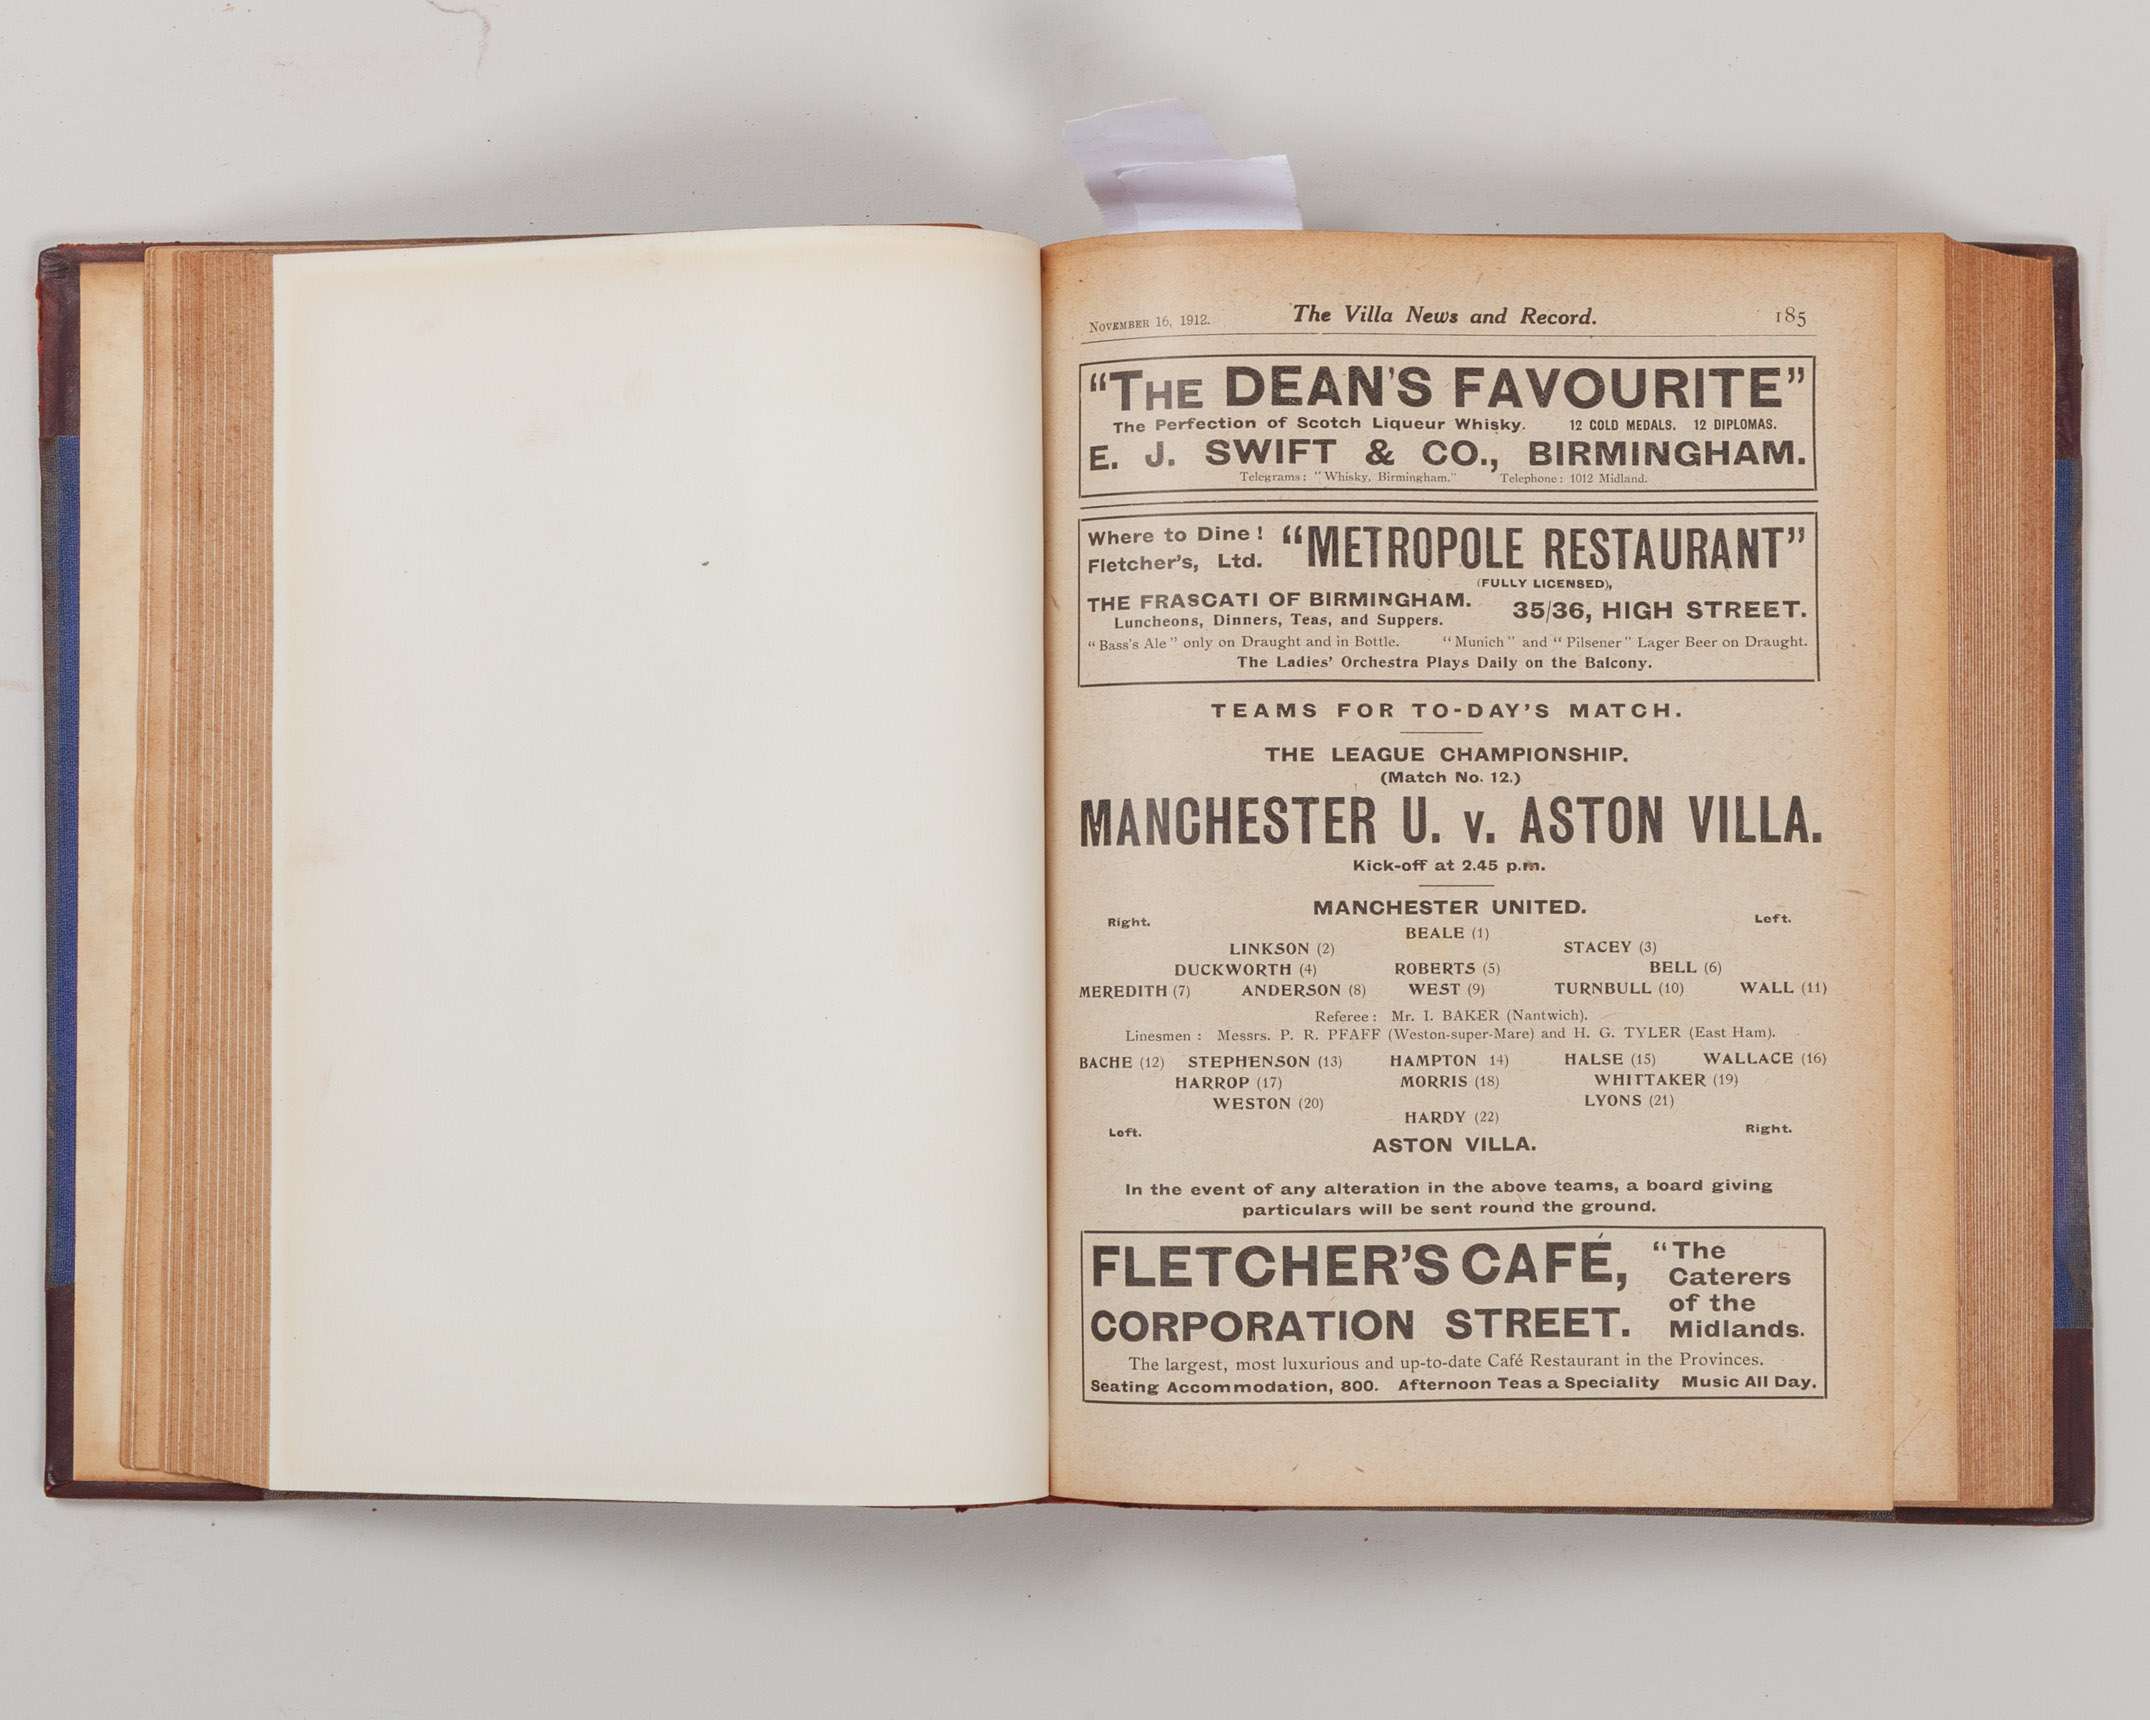 November 16, 1912. The Villa News and Record. 185
"The DEAN'S FAVOURITE"
The Perfection of Scotch Liqueur Whisky. 12 GOLD MEDALS. 12 DIPLOMAS.
E. J. SWIFT & CO., BIRMINGHAM.
Telegrams: "Whisky, Birmingham." Telephone: 1012 Midland.
Where to Dine! "METROPOLE RESTAURANT"
Fletcher's, Ltd.
(FULLY LICENSED),
THE FRASCATI OF BIRMINGHAM. 35/36, HIGH STREET.
Luncheons, Dinners, Teas, and Suppers.
"Bass's Ale" only on Draught and in Bottle. "Munich" and "Pilsener" Lager Beer on Draught.
The Ladies' Orchestra Plays Daily on the Balcony.
TEAMS FOR TO-DAY'S MATCH.
THE LEAGUE CHAMPIONSHIP.
(Match No. 12.)
MANCHESTER U. v. ASTON VILLA.
Kick-off at 2.45 p.m.
MANCHESTER UNITED.
Right. Left.
BEALE (1)
LINKSON (2) STACEY (3)
DUCKWORTH (4) ROBERTS (5) BELL (6)
MEREDITH (7) ANDERSON (8) WEST (9) TURNBULL (10) WALL (11)
Referee: Mr. I. BAKER (Nantwich).
Linesmen: Messrs. P. R. PFAFF (Weston-super-Mare) and H. G. TYLER (East Ham).
BACHE (12) STEPHENSON (13) HAMPTON 14) HALSE (15) WALLACE (16)
HARROP (17) MORRIS (18) WHITTAKER (19)
WESTON (20) LYONS (21)
HARDY (22)
Left. Right.
ASTON VILLA.
In the event of any alteration in the above teams, a board giving
particulars will be sent round the ground.
FLETCHER'S CAFÉ, "The
Caterers
CORPORATION STREET. of the
Midlands.
The largest, most luxurious and up-to-date Café Restaurant in the Provinces.
Seating Accommodation, 800. Afternoon Teas a Speciality Music All Day.